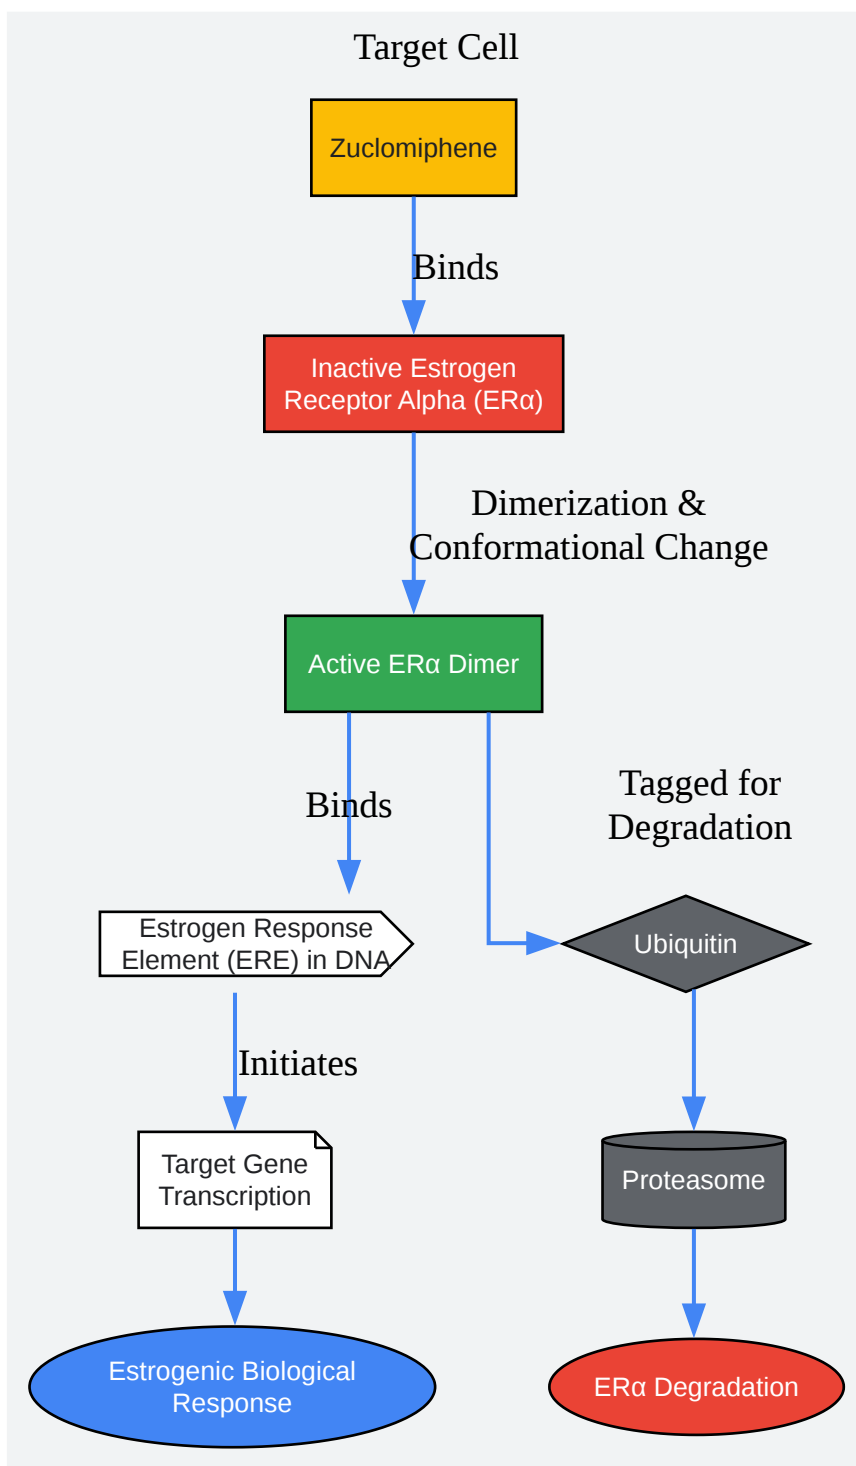 Target Cell
Zuclomiphene
Binds
Inactive Estrogen
Receptor Alpha (ERα)
Dimerization &
Conformational Change
Active ERα Dimer
Binds
Tagged for
Degradation
Estrogen Response
Element (ERE) in DNA
Ubiquitin
Initiates
Target Gene
Transcription
Proteasome
Estrogenic Biological
Response
ERα Degradation